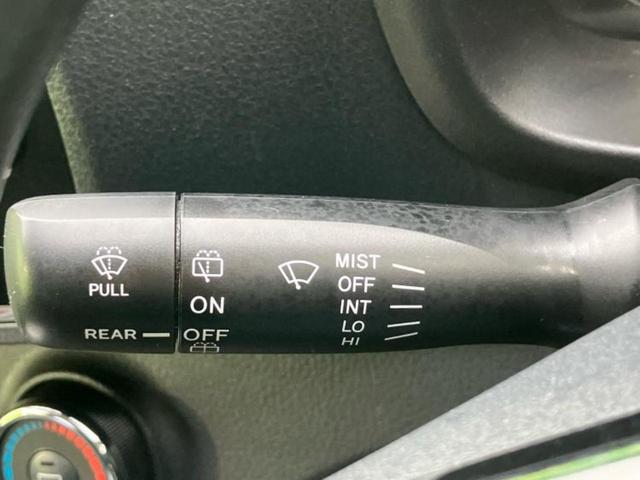 PULL
REAR
ON
OFF
MIST
OFF
INT
LO
HI